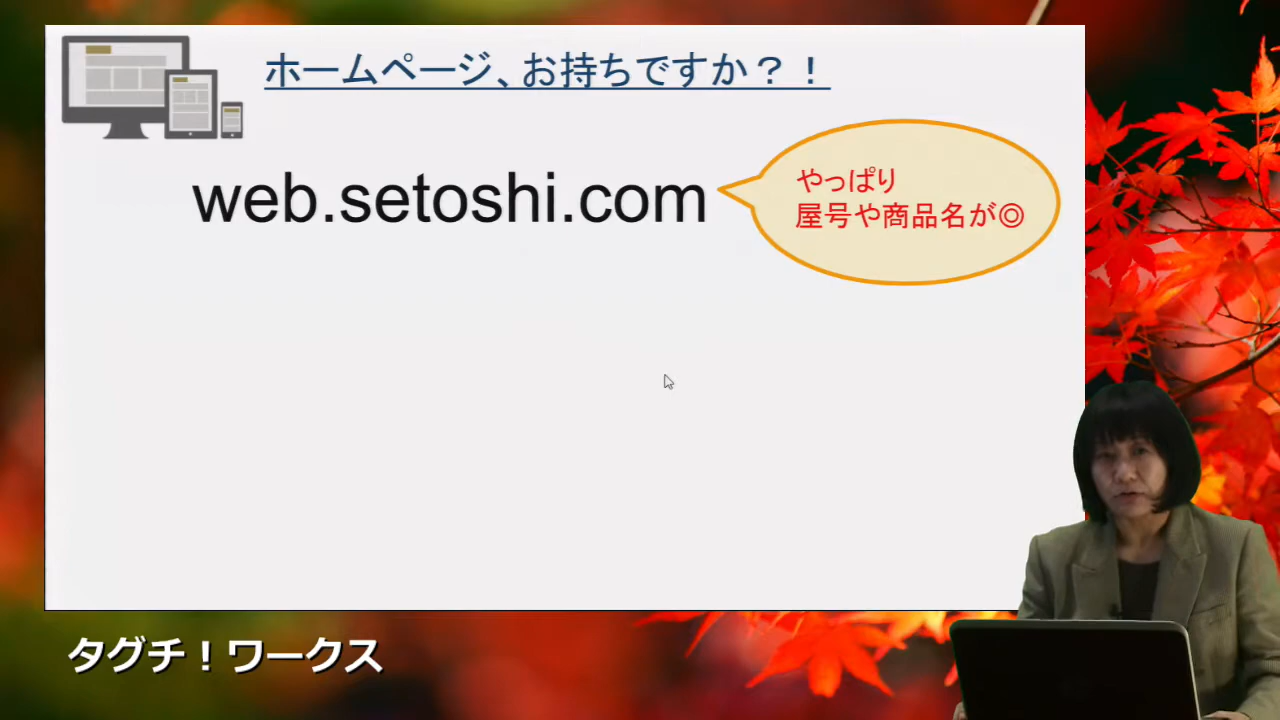 ホームページ、お持ちですか？！
web.setoshi.com
やっぱり
屋号や商品名が◎
タグチ！ワークス